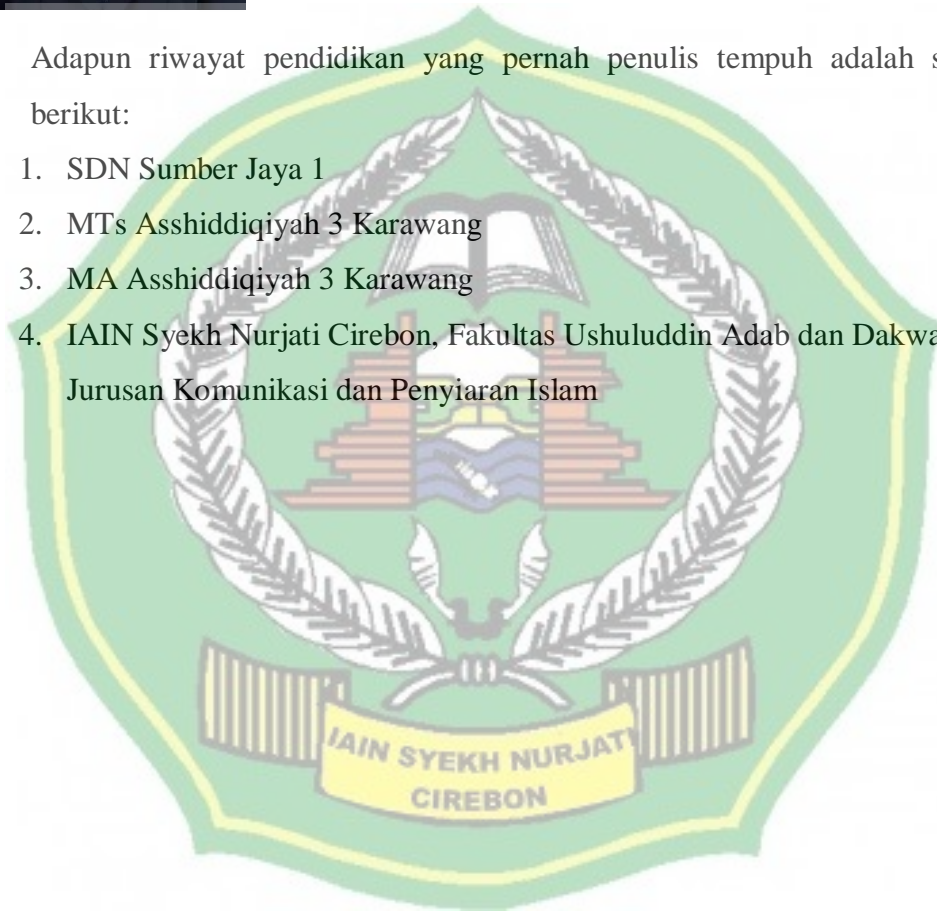 Adapun riwayat pendidikan yang pernah penulis tempuh adalah
berikut:
1. SDN Sumber Jaya 1
2. MTs Asshiddiqiyah 3 Karawang
3. MA Asshiddiqiyah 3 Karawang
4. IAIN Syekh Nurjati Cirebon, Fakultas Ushuluddin Adab dan
Jurusan Komunikasi dan Penyiaran Islam
IAIN SYEKH NURJATI
CIREBON